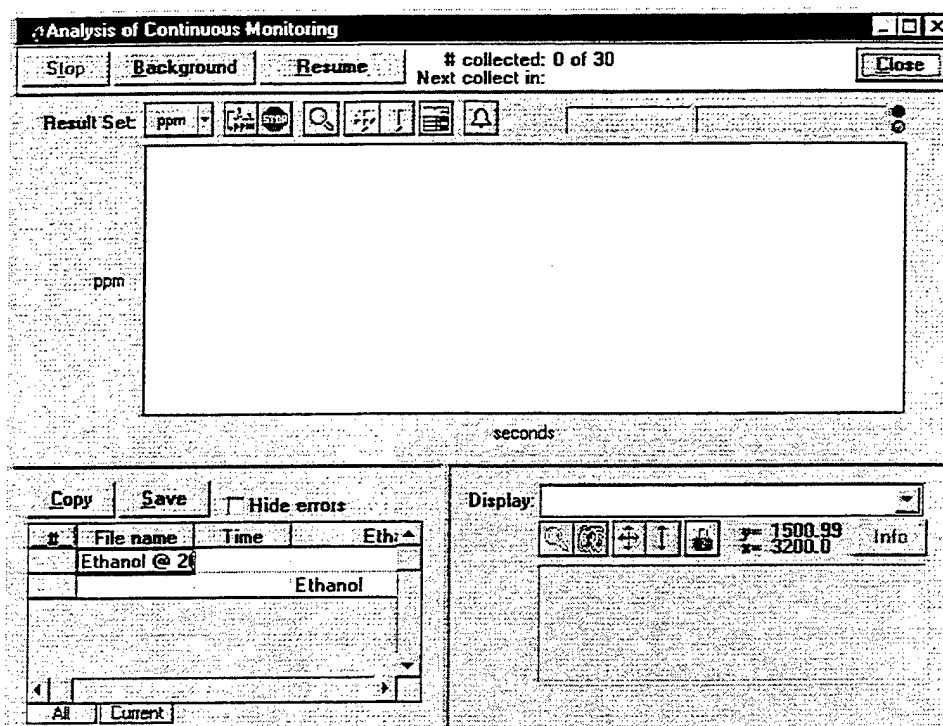 Analysis of Continuous Monitoring
Stop Background Resume # collected: 0 of 30 Close
Next collect in:
Result Set: ppm STOP
ppm
seconds
Copy Save Hide errors
# File name Time Eth
Ethanol @ 20
Ethanol
All Current
Display:
y= 1500.99 Info
x= 3200.0